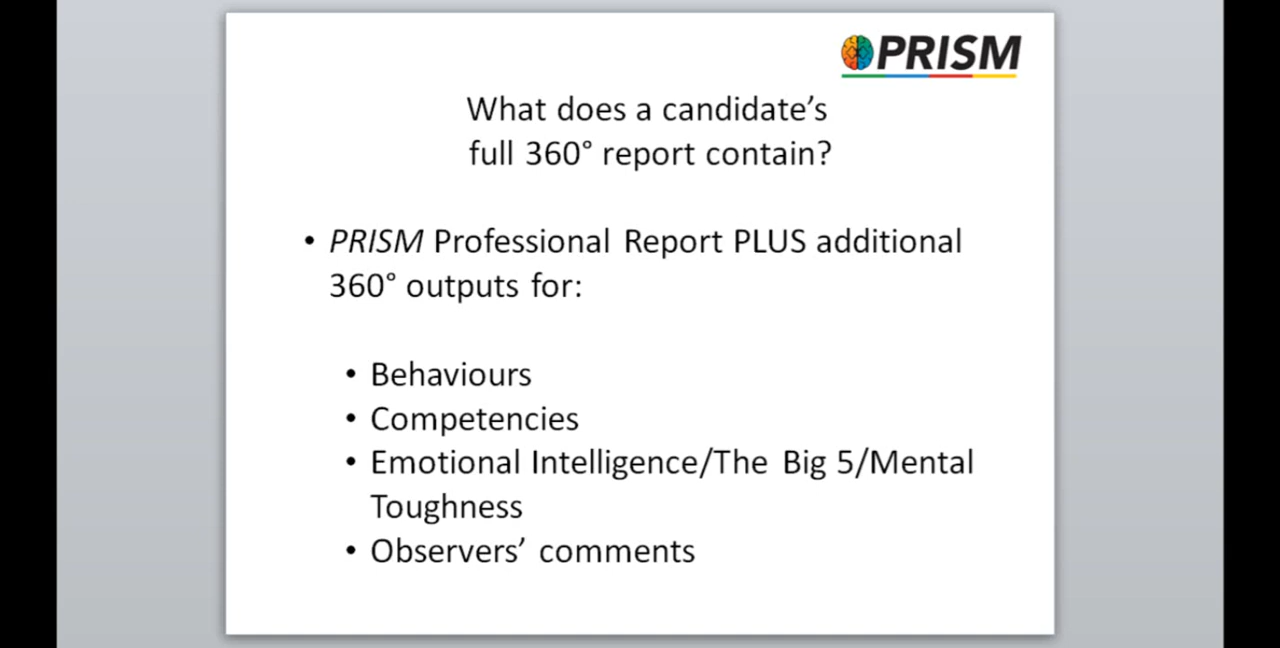 PRISM
What does a candidate’s
full 360° report contain?
• PRISM Professional Report PLUS additional
360° outputs for:
• Behaviours
• Competencies
• Emotional Intelligence/The Big 5/Mental
Toughness
• Observers’ comments